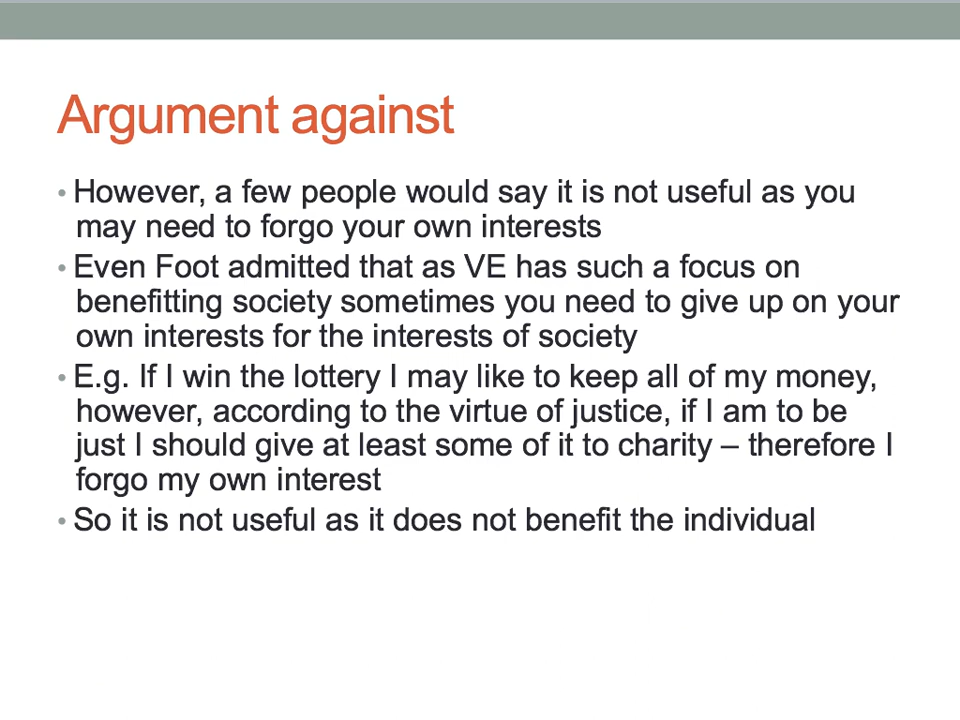 Argument against
• However, a few people would say it is not useful as you
may need to forgo your own interests
• Even Foot admitted that as VE has such a focus on
benefitting society sometimes you need to give up on your
own interests for the interests of society
• E.g. If I win the lottery I may like to keep all of my money,
however, according to the virtue of justice, if I am to be
just I should give at least some of it to charity – therefore I
forgo my own interest
• So it is not useful as it does not benefit the individual